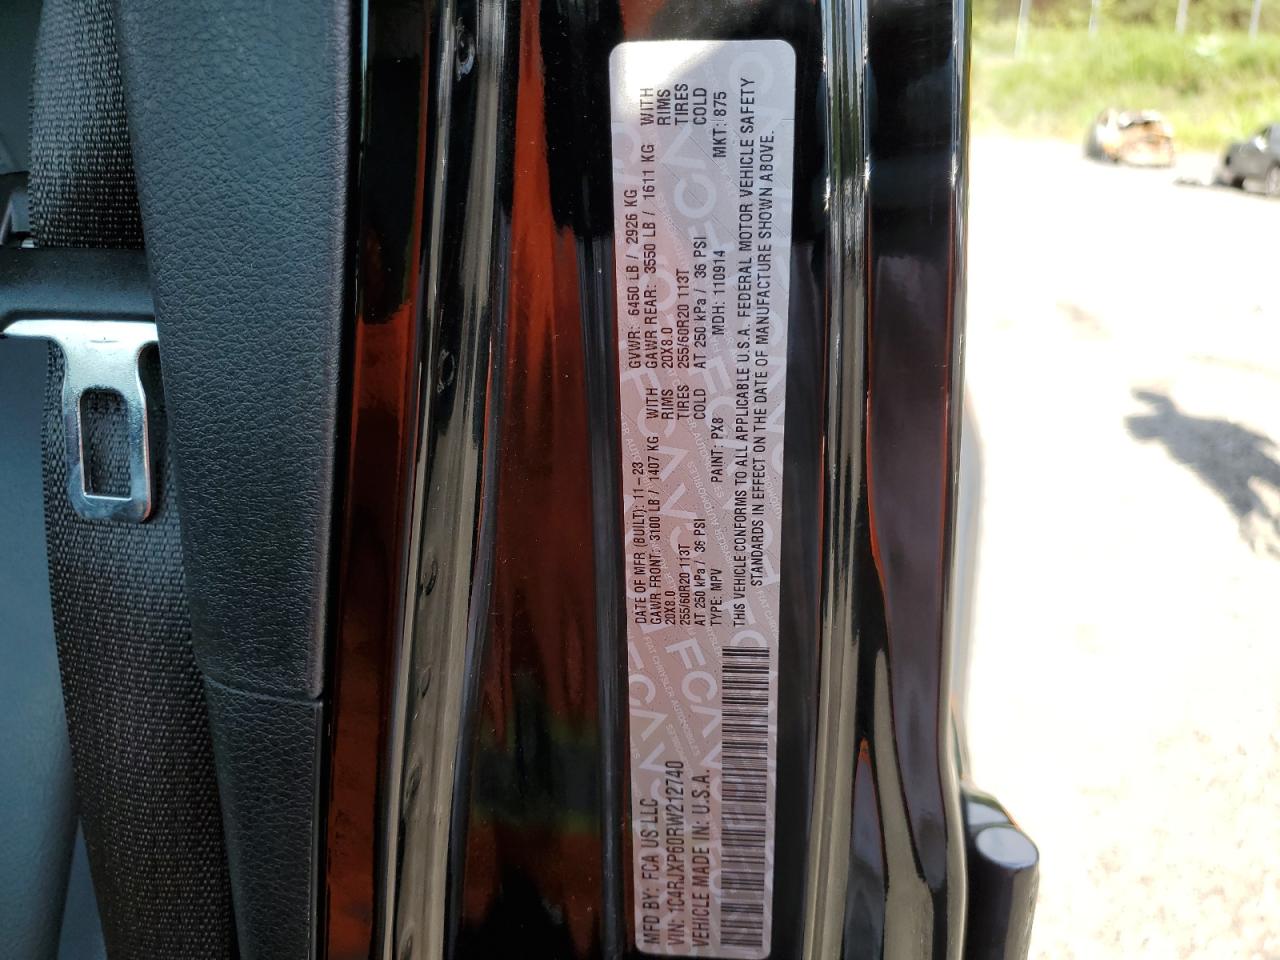 MFD BY: FCA US LLC
VIN: 1C4RJXP60RW212740
VEHICLE MADE IN: U.S.A.
DATE OF MFR (BUILT): 11-23 GVWR: 6450 LB / 2926 KG
GAWR FRONT: 3100 LB / 1407 KG WITH GAWR REAR: 3550 LB / 1611 KG WITH
20X8.0 RIMS 20X8.0 RIMS
255/60R20 113T TIRES 255/60R20 113T TIRES
AT 250 kPa / 36 PSI COLD AT 250 kPa / 36 PSI COLD
TYPE: MPV PAINT: PX8 MDH: 110914 MKT: 875
THIS VEHICLE CONFORMS TO ALL APPLICABLE U.S.A. FEDERAL MOTOR VEHICLE SAFETY
STANDARDS IN EFFECT ON THE DATE OF MANUFACTURE SHOWN ABOVE.